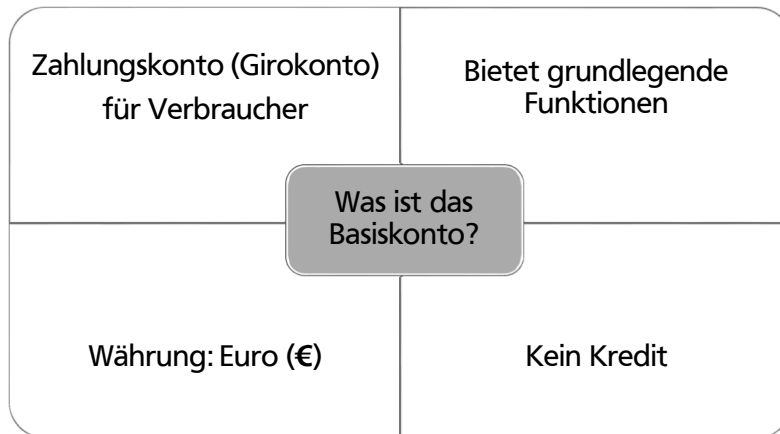 Zahlungskonto (Girokonto)
für Verbraucher
Bietet grundlegende
Funktionen
Was ist das
Basiskonto?
Währung: Euro (€)
Kein Kredit